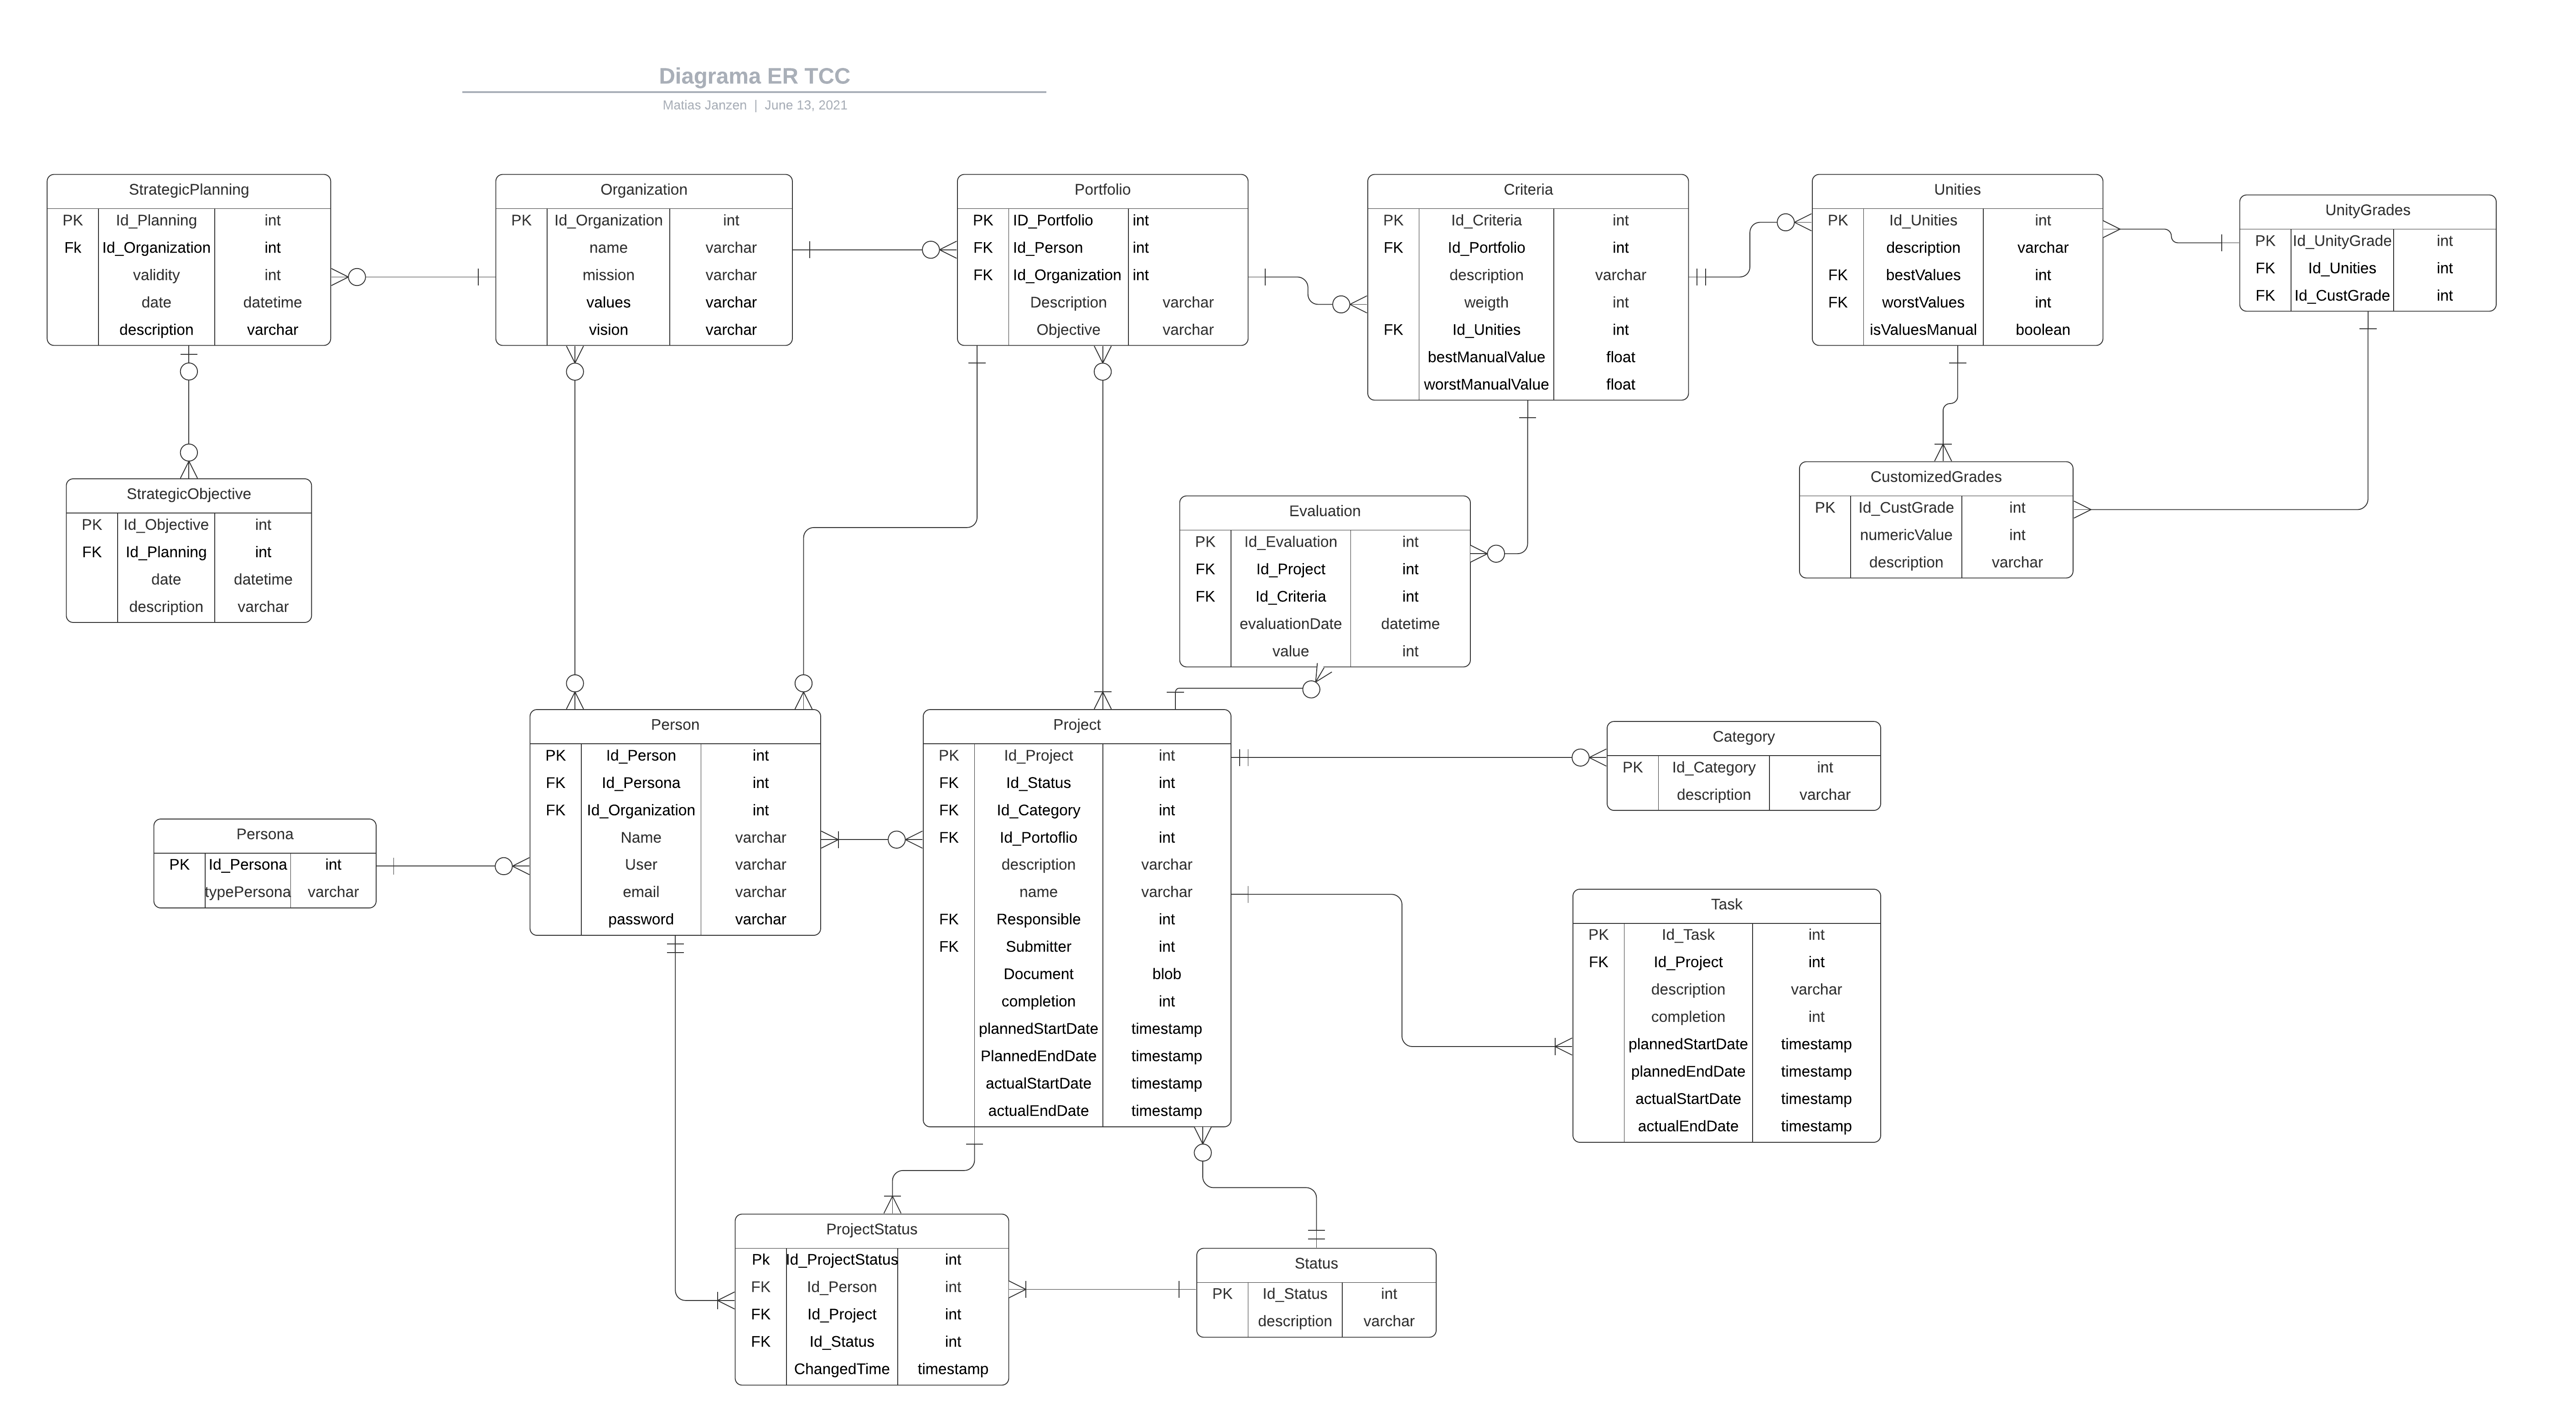 Diagrama ER TCC
Matias Janzen | June 13, 2021
StrategicPlanning
PK Id_Planning int
Fk Id_Organization int
validity int
date datetime
description varchar
Organization
PK Id_Organization int
name varchar
mission varchar
values varchar
vision varchar
Portfolio
PK ID_Portfolio int
FK Id_Person int
FK Id_Organization int
Description varchar
Objective varchar
Criteria
PK Id_Criteria int
FK Id_Portfolio int
description varchar
weigth int
FK Id_Unities int
bestManualValue float
worstManualValue float
Unities
PK Id_Unities int
description varchar
FK bestValues int
FK worstValues int
isValuesManual boolean
UnityGrades
PK Id_UnityGrade int
FK Id_Unities int
FK Id_CustGrade int
StrategicObjective
PK Id_Objective int
FK Id_Planning int
date datetime
description varchar
Evaluation
PK Id_Evaluation int
FK Id_Project int
FK Id_Criteria int
evaluationDate datetime
value int
CustomizedGrades
PK Id_CustGrade int
numericValue int
description varchar
Person
PK Id_Person int
FK Id_Persona int
FK Id_Organization int
Name varchar
User varchar
email varchar
password varchar
Project
PK Id_Project int
FK Id_Status int
FK Id_Category int
FK Id_Portoflio int
description varchar
name varchar
FK Responsible int
FK Submitter int
Document blob
completion int
plannedStartDate timestamp
PlannedEndDate timestamp
actualStartDate timestamp
actualEndDate timestamp
Category
PK Id_Category int
description varchar
Persona
PK Id_Persona int
typePersona varchar
Task
PK Id_Task int
FK Id_Project int
description varchar
completion int
plannedStartDate timestamp
plannedEndDate timestamp
actualStartDate timestamp
actualEndDate timestamp
ProjectStatus
Pk Id_ProjectStatus int
FK Id_Person int
FK Id_Project int
FK Id_Status int
ChangedTime timestamp
Status
PK Id_Status int
description varchar